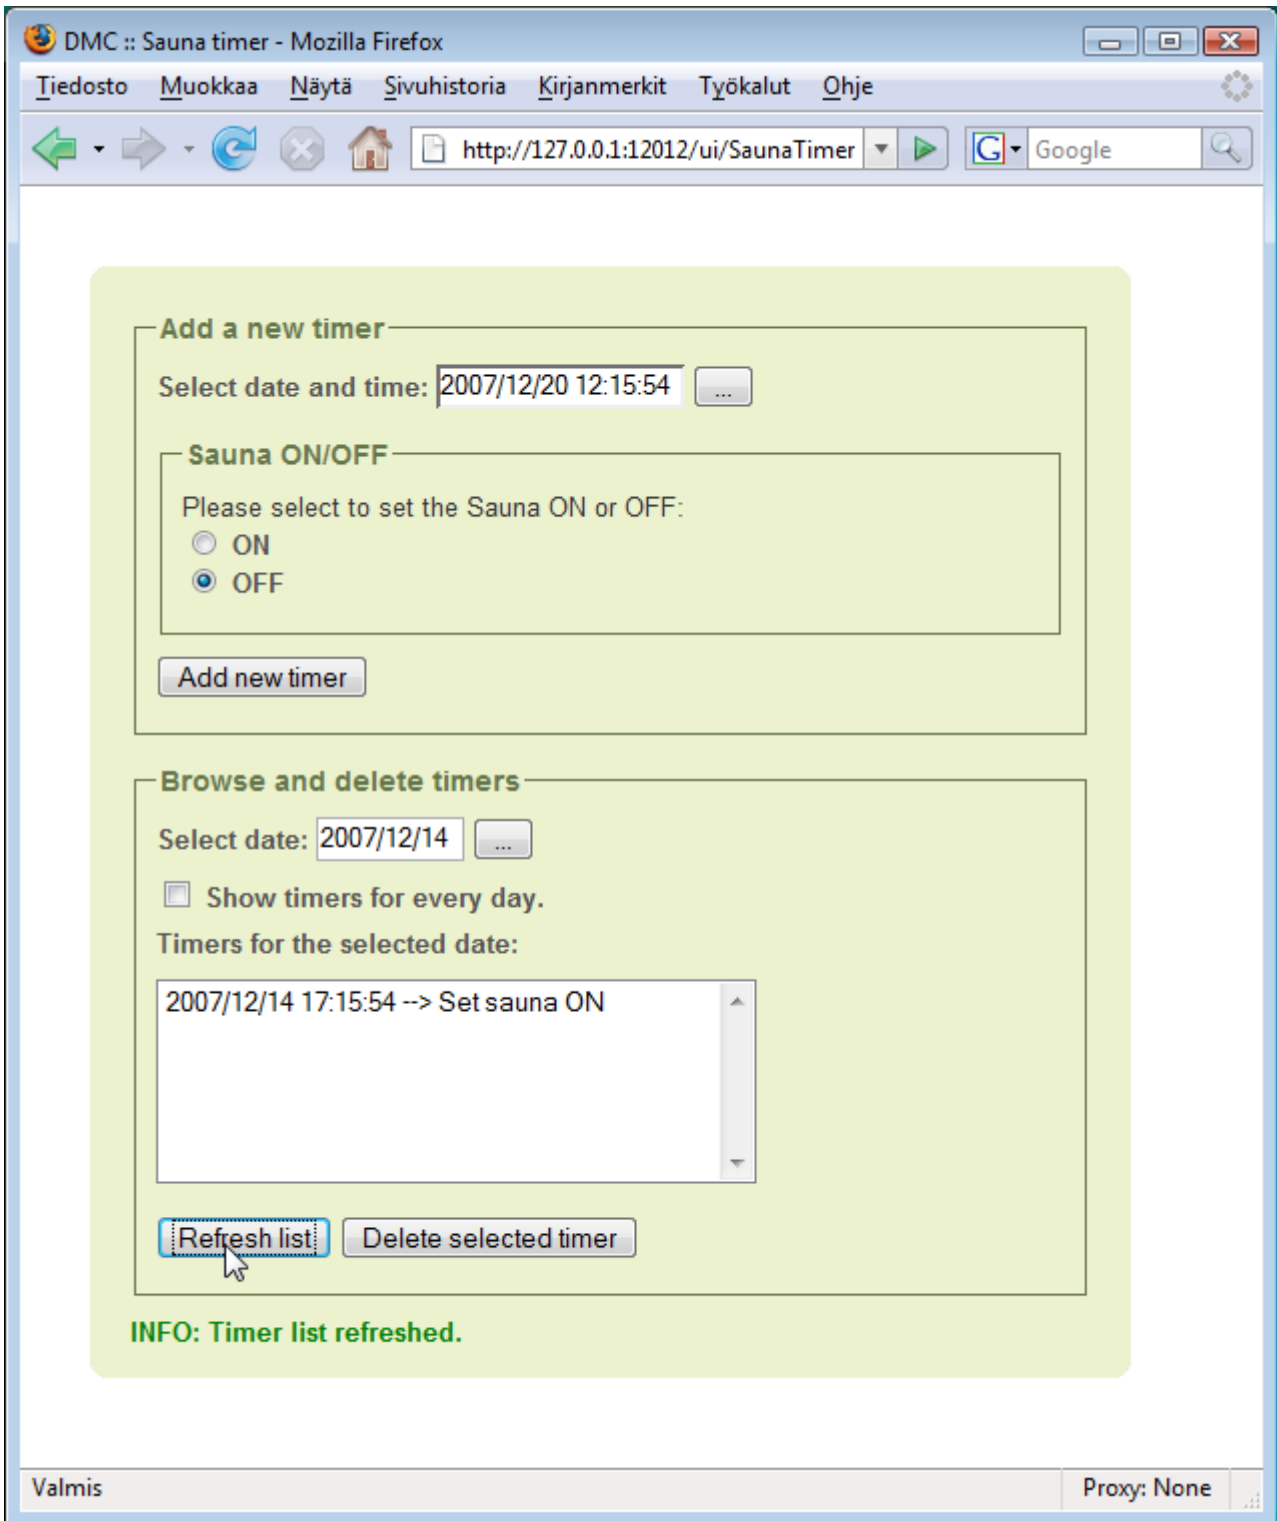 DMC :: Sauna timer - Mozilla Firefox
Tiedosto Muokkaa Näytä Sivuhistoria Kirjanmerkit Työkalut Ohje
http://127.0.0.1:12012/ui/SaunaTimer G Google
Add a new timer
Select date and time: 2007/12/20 12:15:54 ...
Sauna ON/OFF
Please select to set the Sauna ON or OFF:
ON
OFF
Add new timer
Browse and delete timers
Select date: 2007/12/14 ...
Show timers for every day.
Timers for the selected date:
2007/12/14 17:15:54 --> Set sauna ON
Refresh list Delete selected timer
INFO: Timer list refreshed.
Valmis Proxy: None